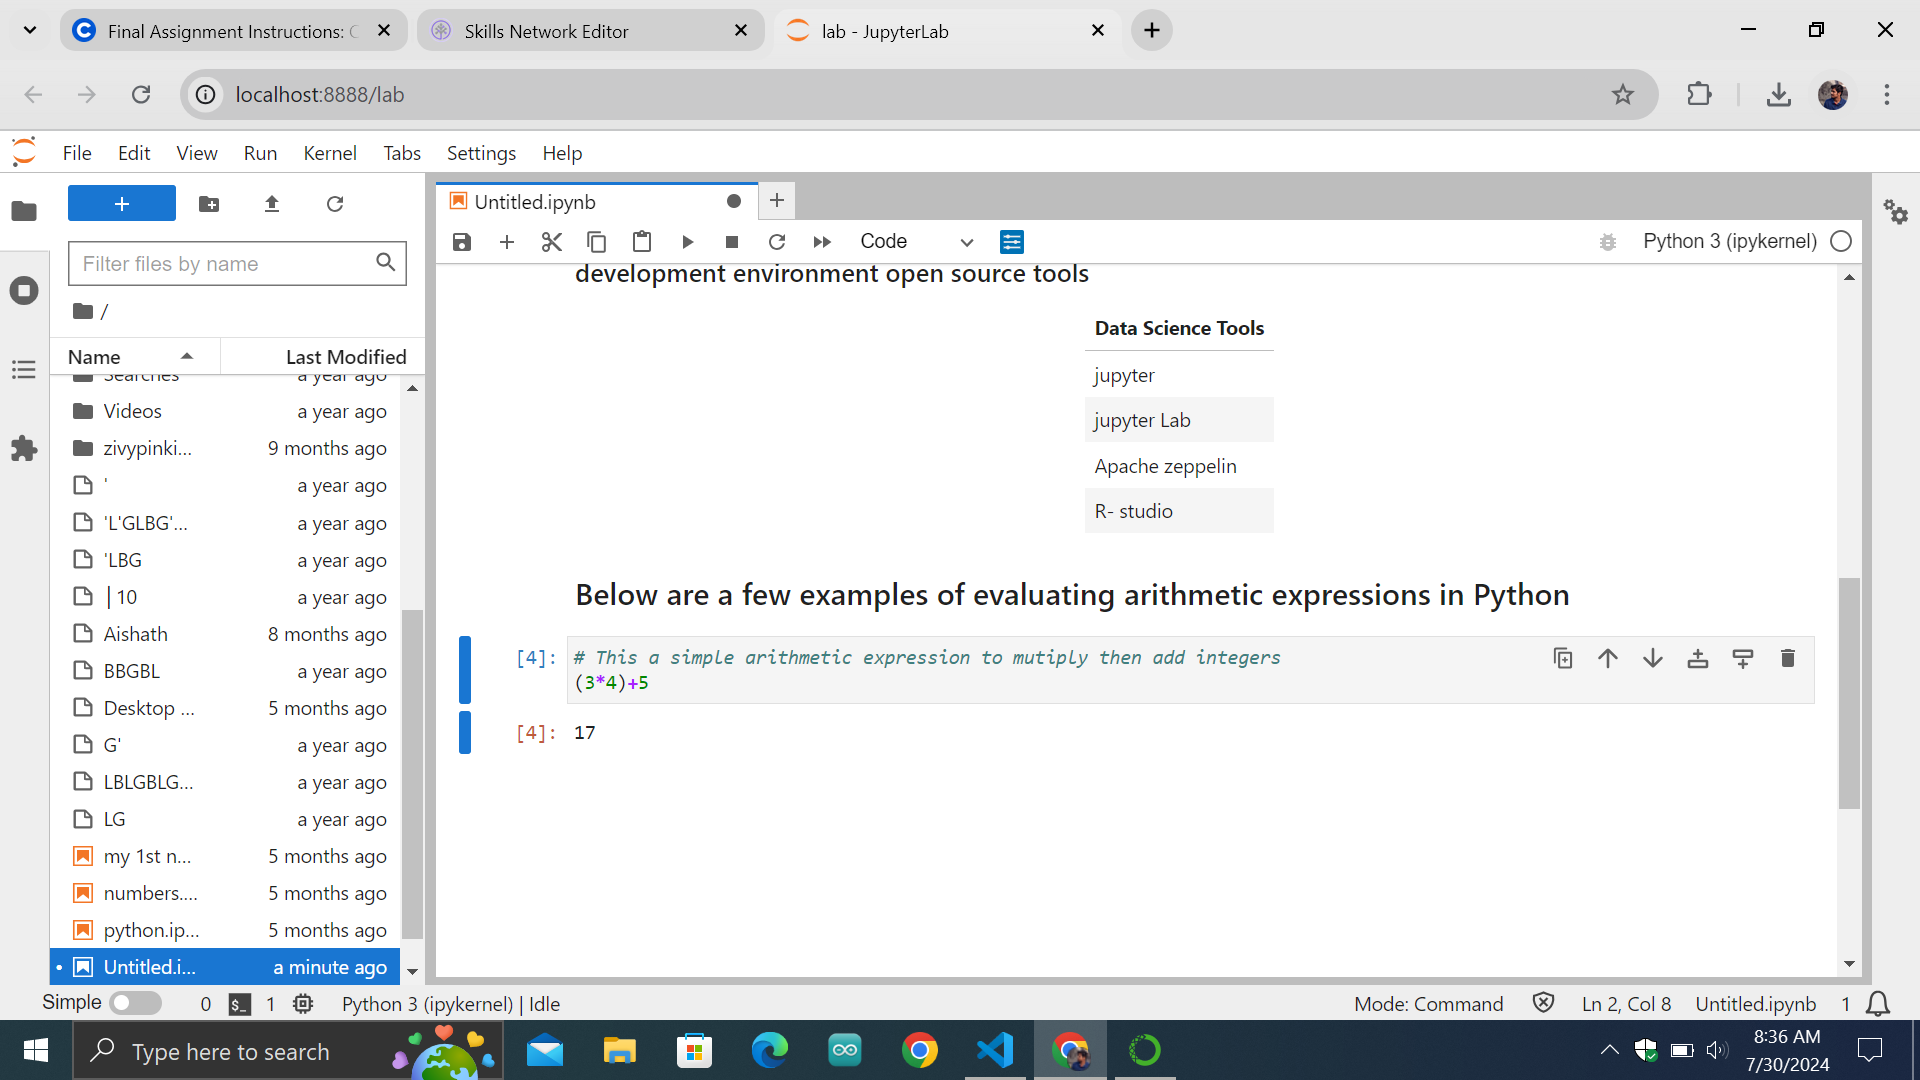 Final Assignment Instructions: C
Skills Network Editor
lab - JupyterLab
localhost:8888/lab
File Edit View Run Kernel Tabs Settings Help
Untitled.ipynb
Code
Python 3 (ipykernel)
Filter files by name
/
Name Last Modified
Searches a year ago
Videos a year ago
zivypinki... 9 months ago
' a year ago
'L'GLBG'... a year ago
'LBG a year ago
10 a year ago
Aishath 8 months ago
BBGBL a year ago
Desktop ... 5 months ago
G' a year ago
LBLGBLG... a year ago
LG a year ago
my 1st n... 5 months ago
numbers.... 5 months ago
python.ip... 5 months ago
Untitled.i... a minute ago
development environment open source tools
Data Science Tools
jupyter
jupyter Lab
Apache zeppelin
R- studio
Below are a few examples of evaluating arithmetic expressions in Python
[4]: # This a simple arithmetic expression to mutiply then add integers
(3*4)+5
[4]: 17
Simple 0 $_ 1 Python 3 (ipykernel) | Idle Mode: Command Ln 2, Col 8 Untitled.ipynb 1
Type here to search
8:36 AM
7/30/2024